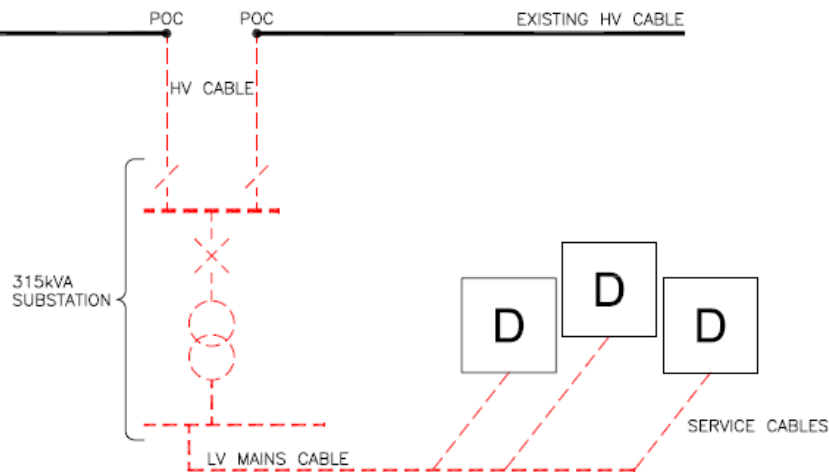 POC
POC
EXISTING HV CABLE
HV CABLE
315kVA
SUBSTATION
D
D
D
SERVICE CABLES
LV MAINS CABLE